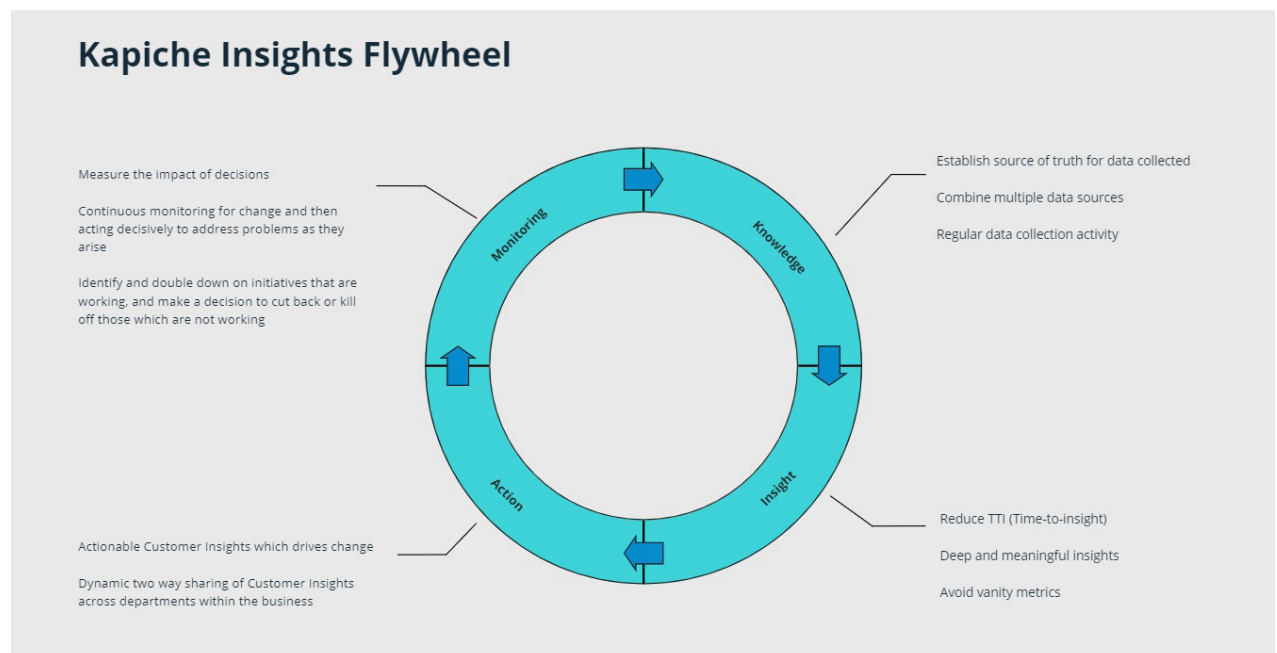 Kapiche Insights Flywheel
Measure the impact of decisions
Continuous monitoring for change and then
acting decisively to address problems as they
arise
Identify and double down on initiatives that are
working, and make a decision to cut back or kill
off those which are not working
Monitoring
Knowledge
Establish source of truth for data collected
Combine multiple data sources
Regular data collection activity
Action
Insight
Actionable Customer Insights which drives change
Dynamic two way sharing of Customer Insights
across departments within the business
Reduce TTI (Time-to-insight)
Deep and meaningful insights
Avoid vanity metrics